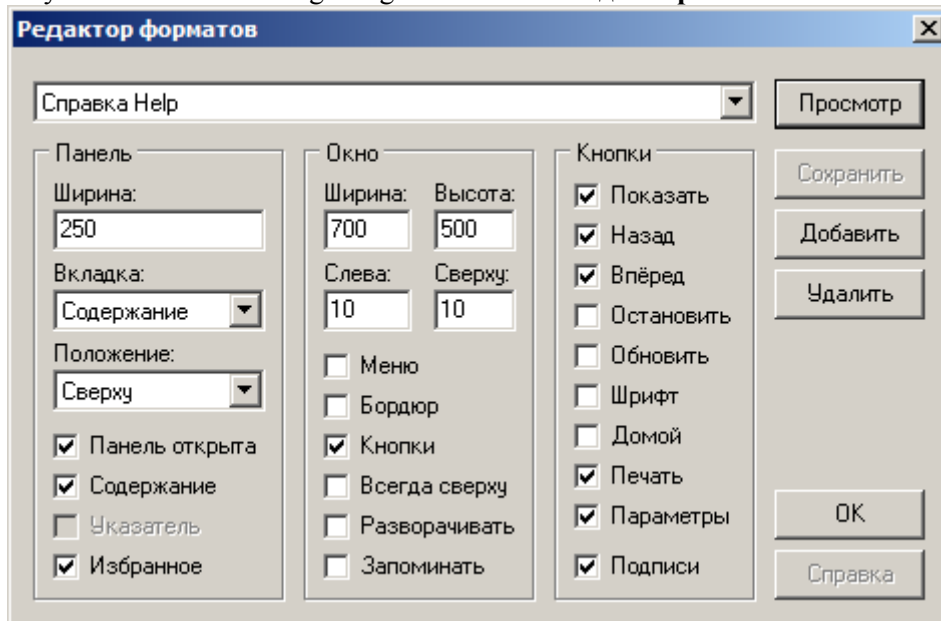 Редактор форматов
Справка Help
Просмотр
Панель
Ширина:
250
Вкладка:
Содержание
Положение:
Сверху
Панель открыта
Содержание
Указатель
Избранное
Окно
Ширина: Высота:
700 500
Слева: Сверху:
10 10
Меню
Бордюр
Кнопки
Всегда сверху
Разворачивать
Запоминать
Кнопки
Показать
Назад
Впёред
Остановить
Обновить
Шрифт
Домой
Печать
Параметры
Подписи
Сохранить
Добавить
Удалить
OK
Справка